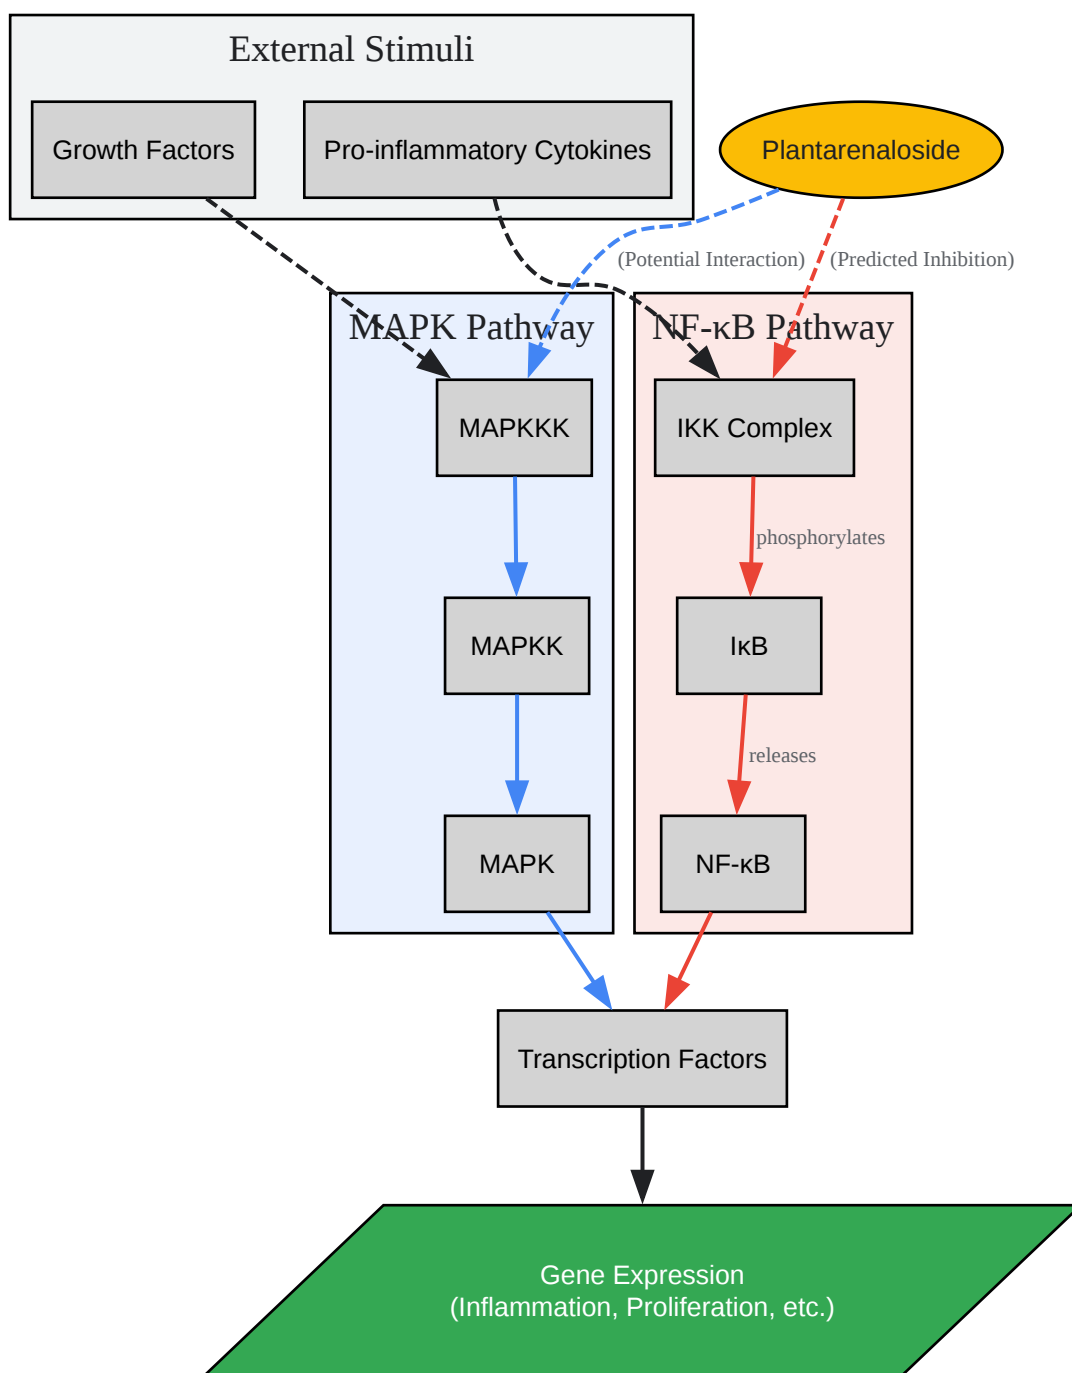 External Stimuli
Growth Factors
Pro-inflammatory Cytokines
Plantarenaloside
(Potential Interaction)
(Predicted Inhibition)
MAPK Pathway
NF-κB Pathway
MAPKKK
IKK Complex
phosphorylates
MAPKK
IκB
releases
MAPK
NF-κB
Transcription Factors
Gene Expression
(Inflammation, Proliferation, etc.)